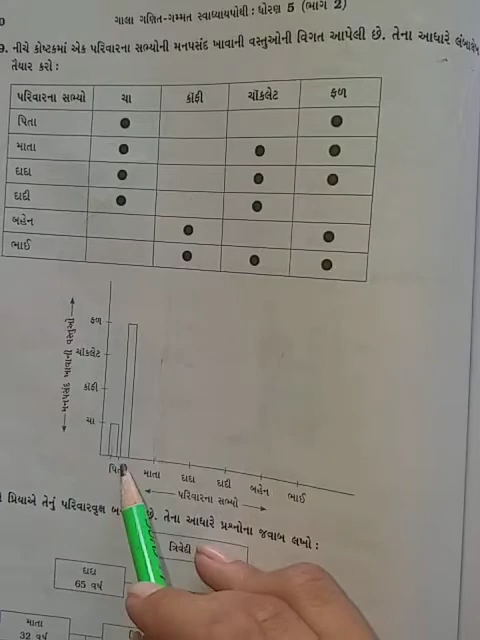 ગાલા ગણિત-ગમ્મત સ્વાધ્યાયપોથી : ધોરણ 5 (ભાગ 2)
9. નીચે કોષ્ટકમાં એક પરિવારના સભ્યોની મનપસંદ ખાવાની વસ્તુઓની વિગત આપેલી છે. તેના આધારે
તૈયાર કરો :
પરિવારના સભ્યો ચા કૉફી ચૉકલેટ ફળ
પિતા
માતા
દાદા
દાદી
બહેન
ભાઈ
ફળ
ચૉકલેટ
કૉફી
ચા
મનપસંદ ખાવાની વસ્તુઓ
માતા દાદા દાદી બહેન ભાઈ
પરિવારના સભ્યો
પ્રિયાએ તેનું પરિવારવૃક્ષ છે. તેના આધારે પ્રશ્નોના જવાબ લખો :
ત્રિવેદી
દાદા
65 વર્ષ
માતા
32 વર્ષ